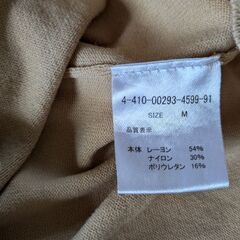 4-410-00293-4599-91
SIZE M
品質表示
本体 レーヨン 54%
ナイロン 30%
ポリウレタン 16%